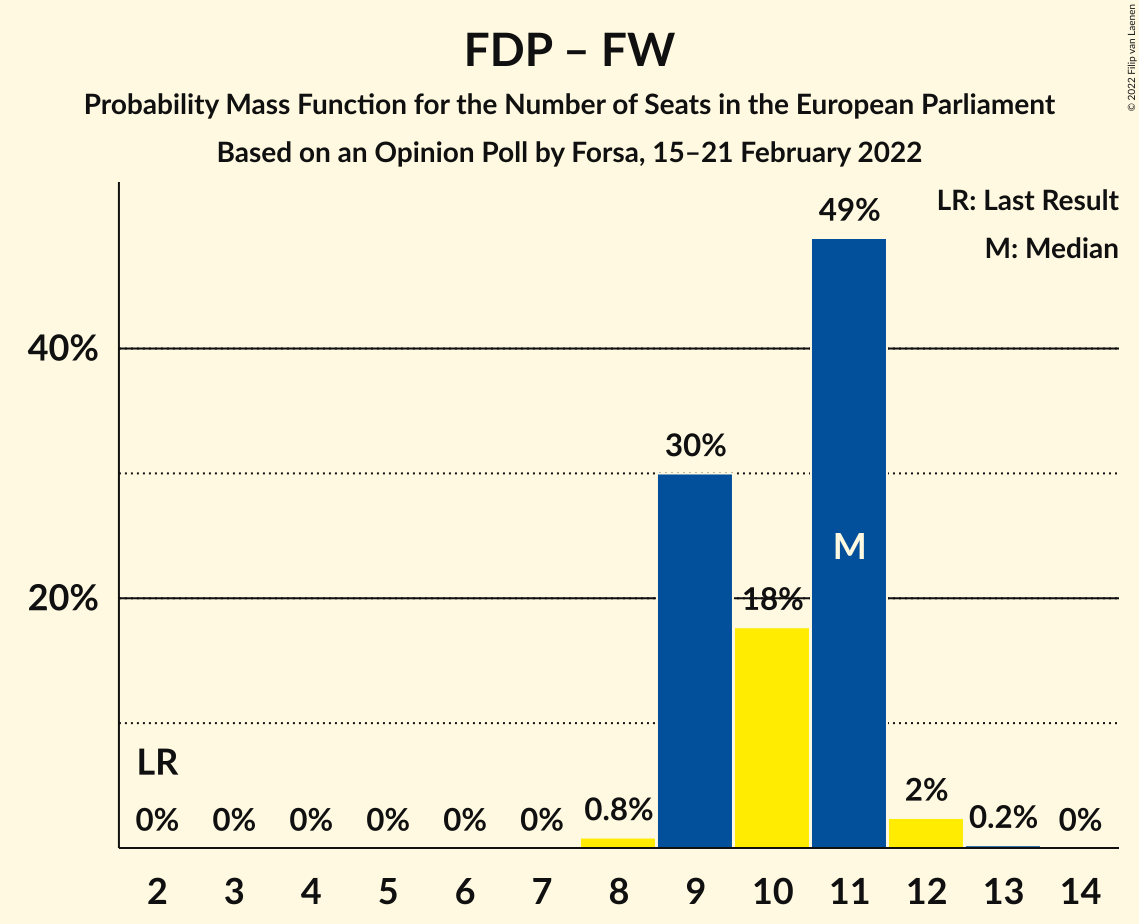 FDP – FW
Probability Mass Function for the Number of Seats in the European Parliament
Based on an Opinion Poll by Forsa, 15–21 February 2022
© 2022 Filip van Laenen
LR: Last Result
M: Median
49%
40%
30%
M
20%
18%
LR
0% 0% 0% 0% 0% 0% 0.8% 2% 0.2% 0%
2 3 4 5 6 7 8 9 10 11 12 13 14